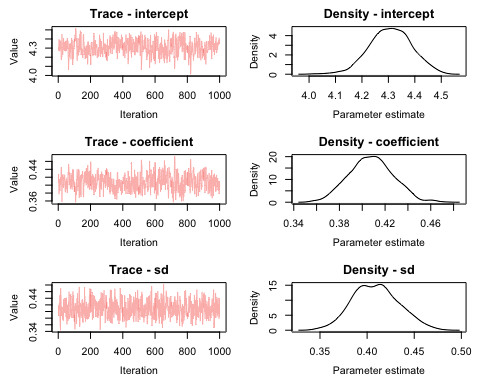 Trace - intercept
Value
4.0 4.3
0 200 400 600 800 1000
Iteration
Density - intercept
Density
0 2 4
4.0 4.1 4.2 4.3 4.4 4.5
Parameter estimate
Trace - coefficient
Value
0.36 0.44
0 200 400 600 800 1000
Iteration
Density - coefficient
Density
0 10 20
0.34 0.38 0.42 0.46
Parameter estimate
Trace - sd
Value
0.34 0.44
0 200 400 600 800 1000
Iteration
Density - sd
Density
0 5 10 15
0.35 0.40 0.45 0.50
Parameter estimate